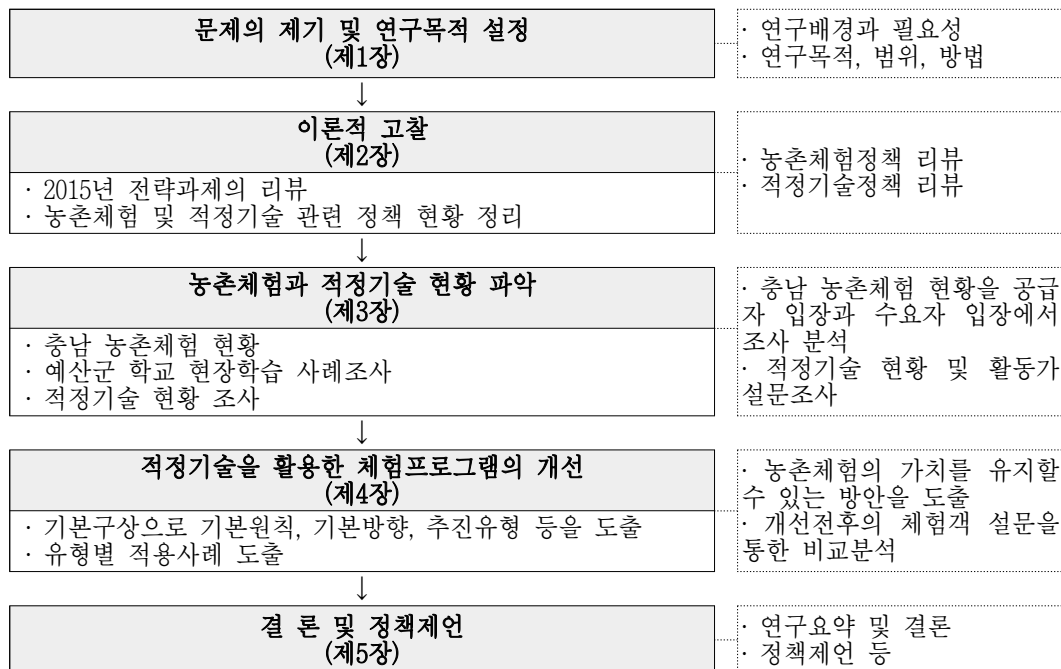 문제의 제기 및 연구목적 설정
(제1장)
· 연구배경과 필요성
· 연구목적, 범위, 방법
↓
이론적 고찰
(제2장)
· 2015년 전략과제의 리뷰
· 농촌체험 및 적정기술 관련 정책 현황 정리
· 농촌체험정책 리뷰
· 적정기술정책 리뷰
↓
농촌체험과 적정기술 현황 파악
(제3장)
· 충남 농촌체험 현황
· 예산군 학교 현장학습 사례조사
· 적정기술 현황 조사
· 충남 농촌체험 현황을 공급
자 입장과 수요자 입장에서
조사 분석
· 적정기술 현황 및 활동가
설문조사
↓
적정기술을 활용한 체험프로그램의 개선
(제4장)
· 기본구상으로 기본원칙, 기본방향, 추진유형 등을 도출
· 유형별 적용사례 도출
· 농촌체험의 가치를 유지할
수 있는 방안을 도출
· 개선전후의 체험객 설문을
통한 비교분석
↓
결 론 및 정책제언
(제5장)
· 연구요약 및 결론
· 정책제언 등